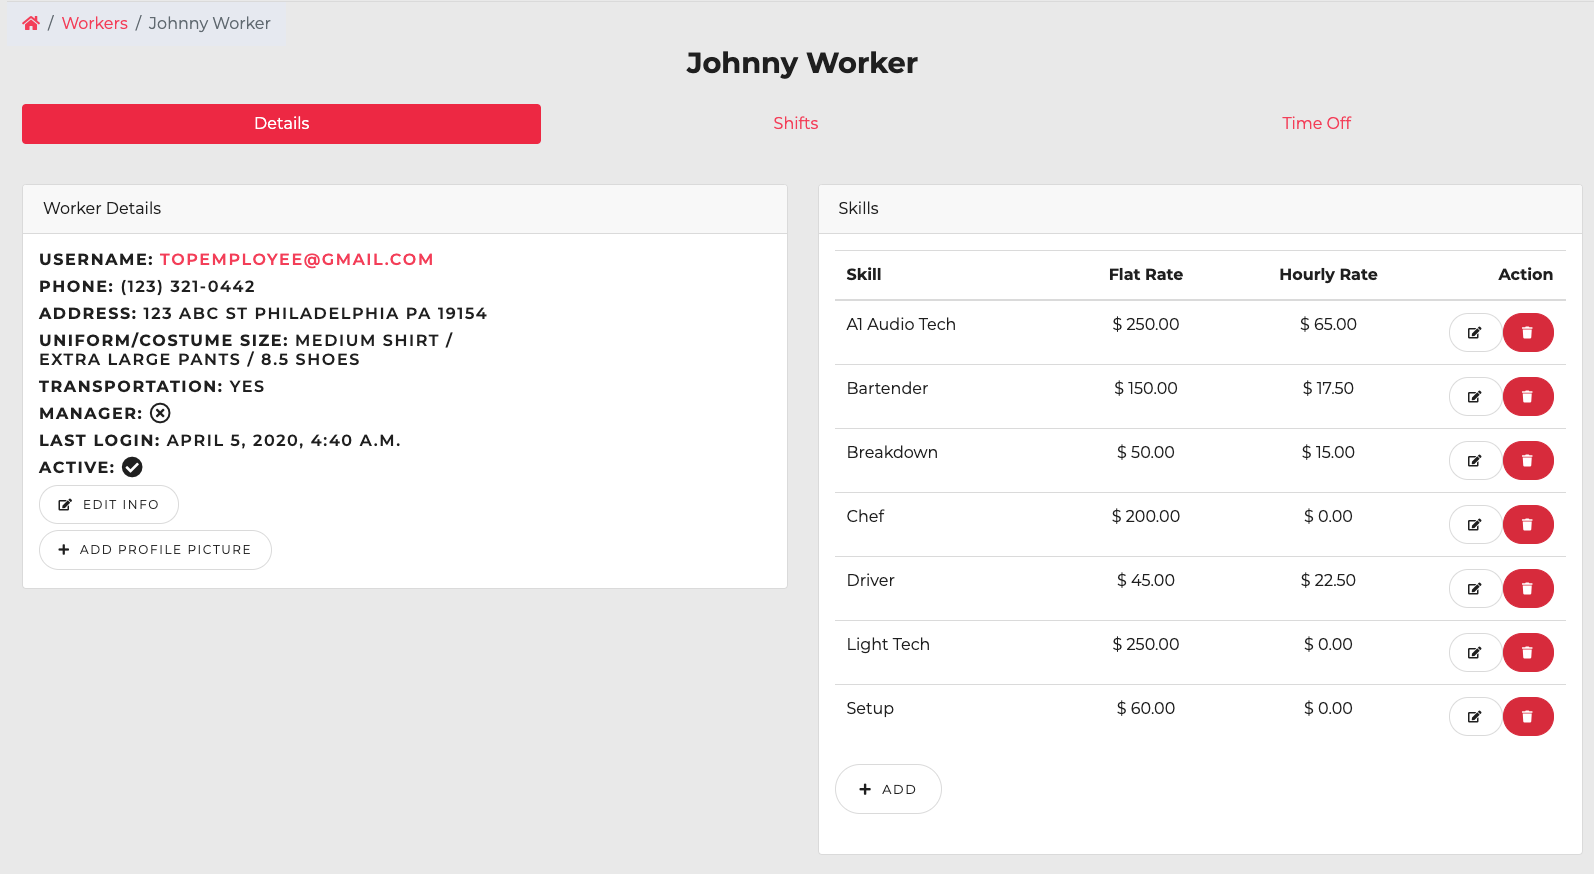 / Workers / Johnny Worker
Johnny Worker
Details
Shifts
Time Off
Worker Details
USERNAME: TOPEMPLOYEE@GMAIL.COM
PHONE: (123) 321-0442
ADDRESS: 123 ABC ST PHILADELPHIA PA 19154
UNIFORM/COSTUME SIZE: MEDIUM SHIRT /
EXTRA LARGE PANTS / 8.5 SHOES
TRANSPORTATION: YES
MANAGER:
LAST LOGIN: APRIL 5, 2020, 4:40 A.M.
ACTIVE:
EDIT INFO
ADD PROFILE PICTURE
Skills
Skill Flat Rate Hourly Rate Action
A1 Audio Tech $ 250.00 $ 65.00
Bartender $ 150.00 $ 17.50
Breakdown $ 50.00 $ 15.00
Chef $ 200.00 $ 0.00
Driver $ 45.00 $ 22.50
Light Tech $ 250.00 $ 0.00
Setup $ 60.00 $ 0.00
ADD